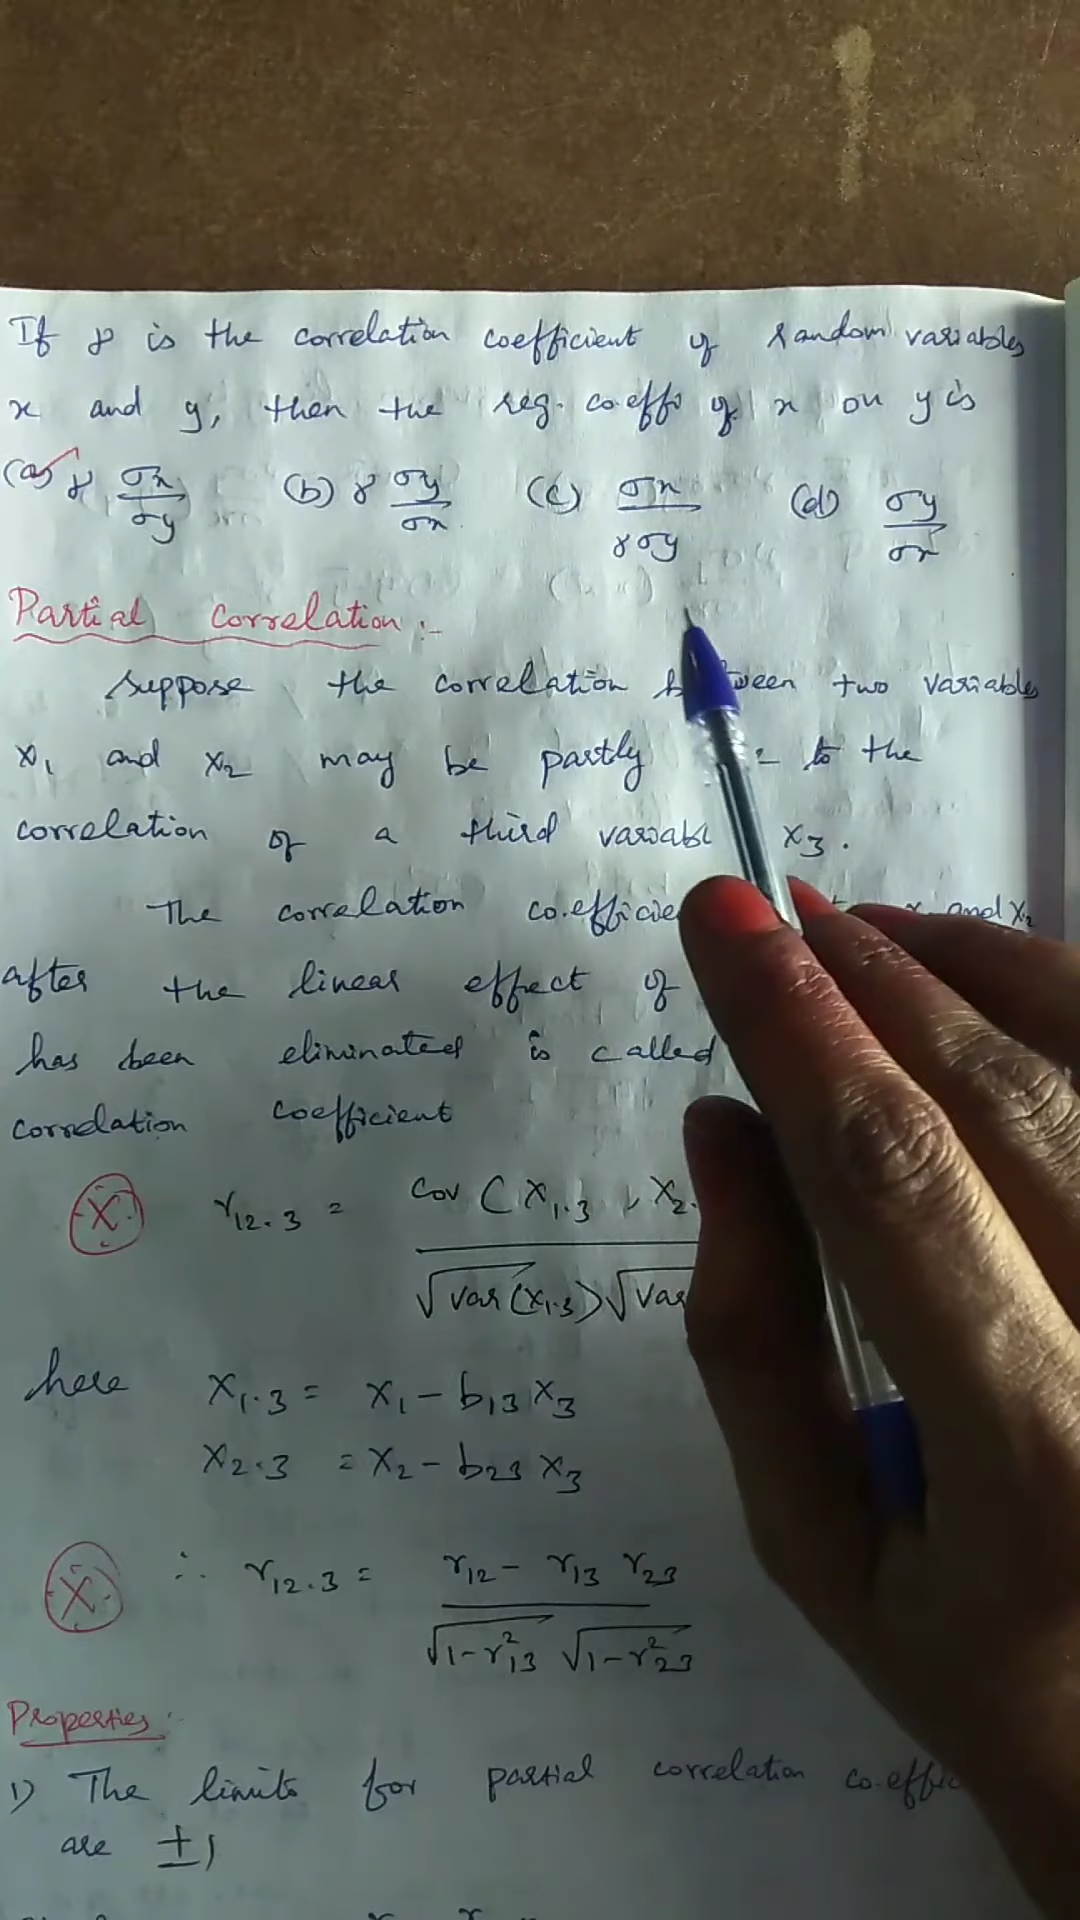 If r is the correlation coefficient of random variables
x and y, then the reg. co.effi of x on y is
(a) r σx/σy (b) r σy/σx (c) σx/rσy (d) σy/σx
Partial correlation :-
Suppose the correlation between two variables
x₁ and x₂ may be partly to the
correlation of a third variabl x₃.
The correlation co.efficie and x₂
after the linear effect of
has been eliminated is called
correlation coefficient
r₁₂.₃ = Cov (X₁.₃, X₂. / √var(x₁.₃) √var
here x₁.₃ = x₁ - b₁₃ x₃
x₂.₃ = x₂ - b₂₃ x₃
∴ r₁₂.₃ = r₁₂ - r₁₃ r₂₃ / √1-r²₁₃ √1-r²₂₃
Properties:
1) The limits for partial correlation co.effic
are ±1